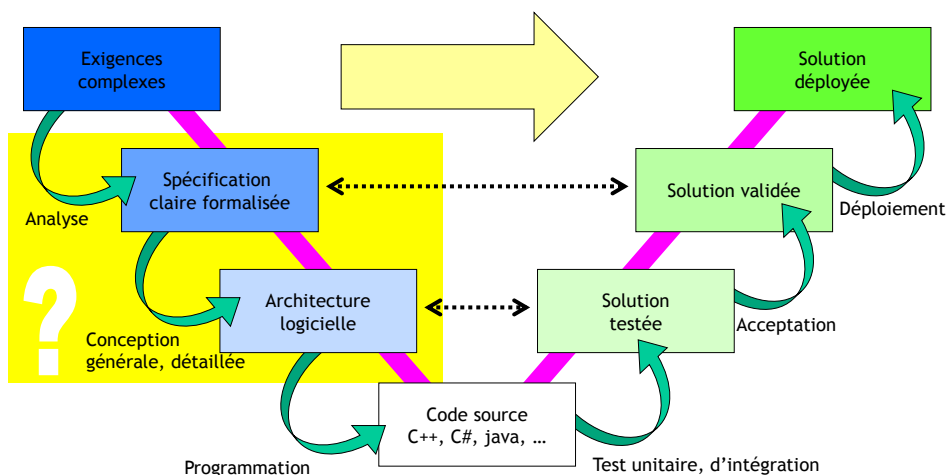 Exigences
complexes
Solution
déployée
Spécification
claire formalisée
Solution validée
Analyse
Déploiement
?
Architecture
logicielle
Solution
testée
Conception
générale, détaillée
Acceptation
Code source
C++, C#, java, …
Programmation
Test unitaire, d’intégration